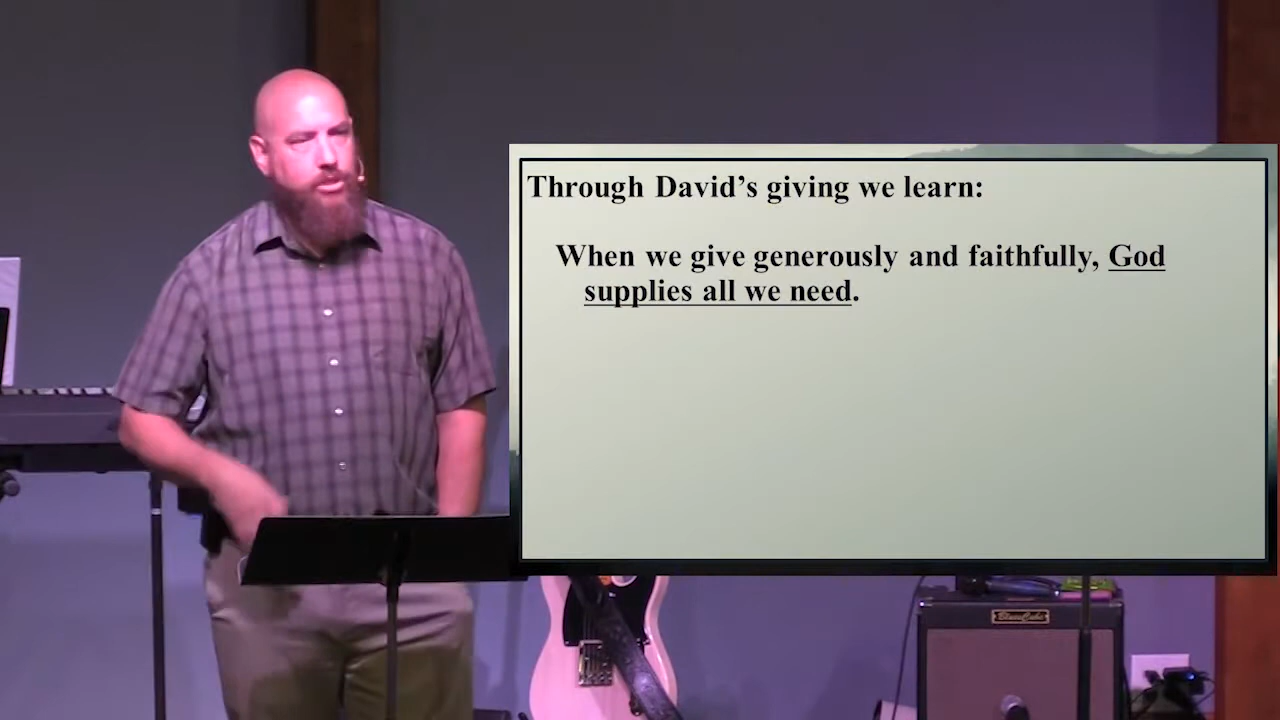 Through David’s giving we learn:
When we give generously and faithfully, God
supplies all we need.
BluesCube